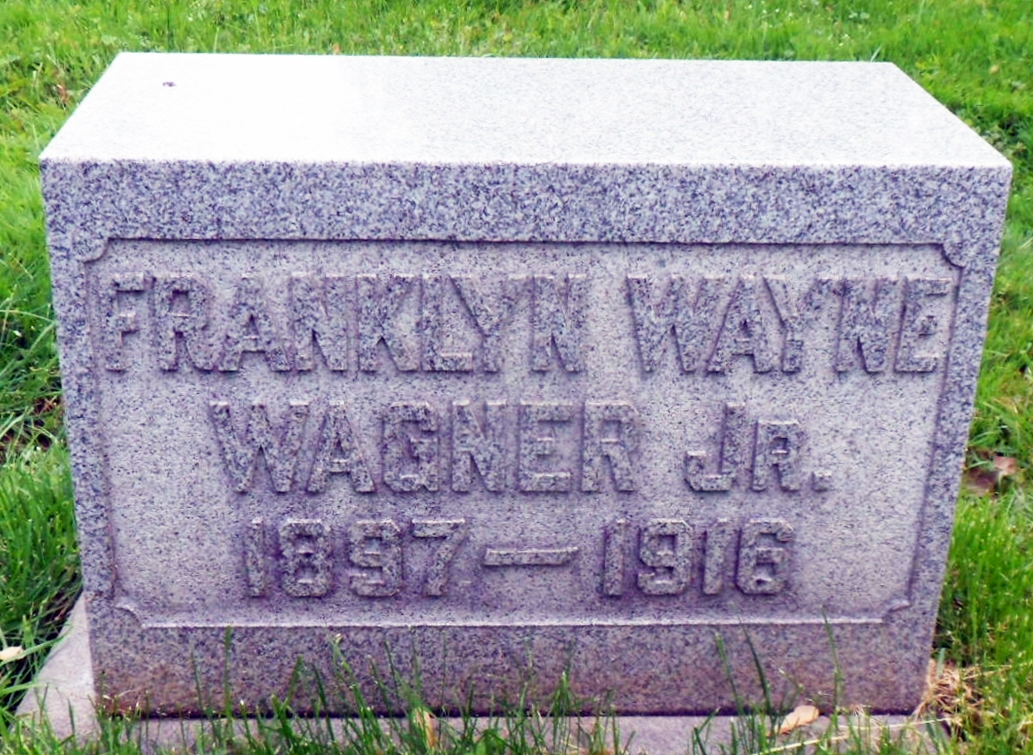 FRANKLYN WAYNE
WAGNER JR.
1897 — 1916